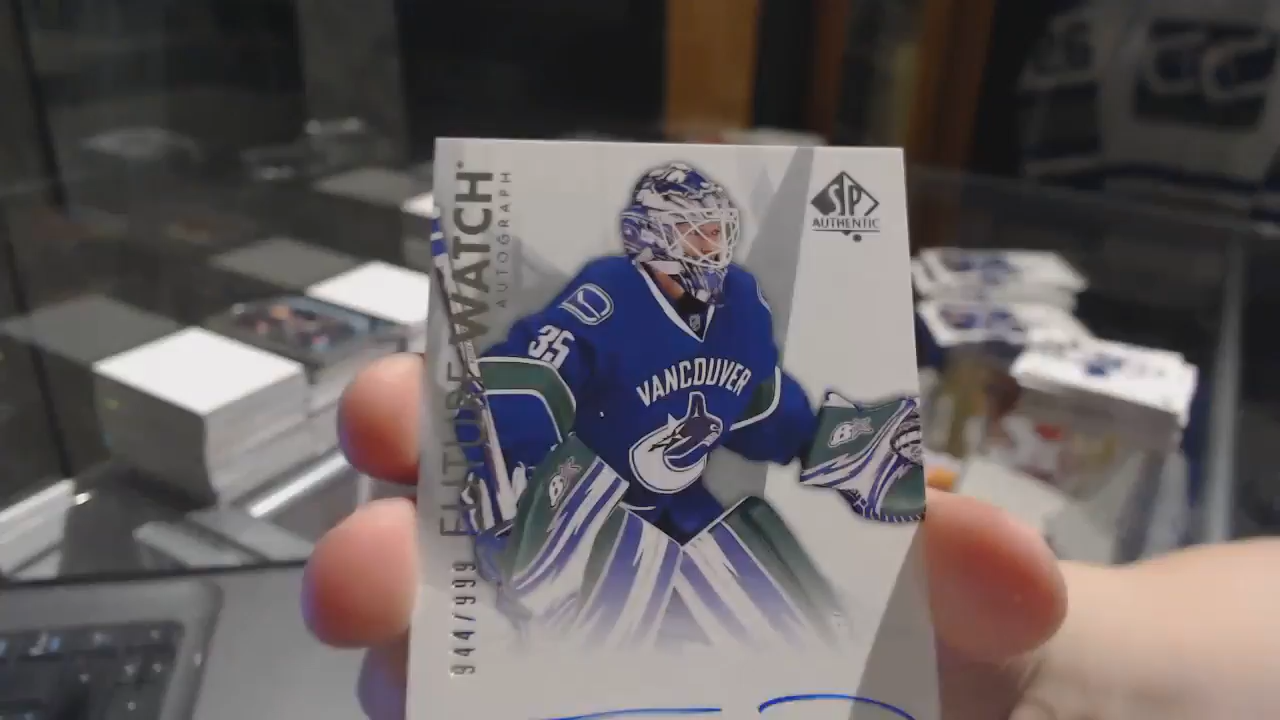 FUTURE WATCH
AUTOGRAPH
944/999
SP
AUTHENTIC
35
VANCOUVER